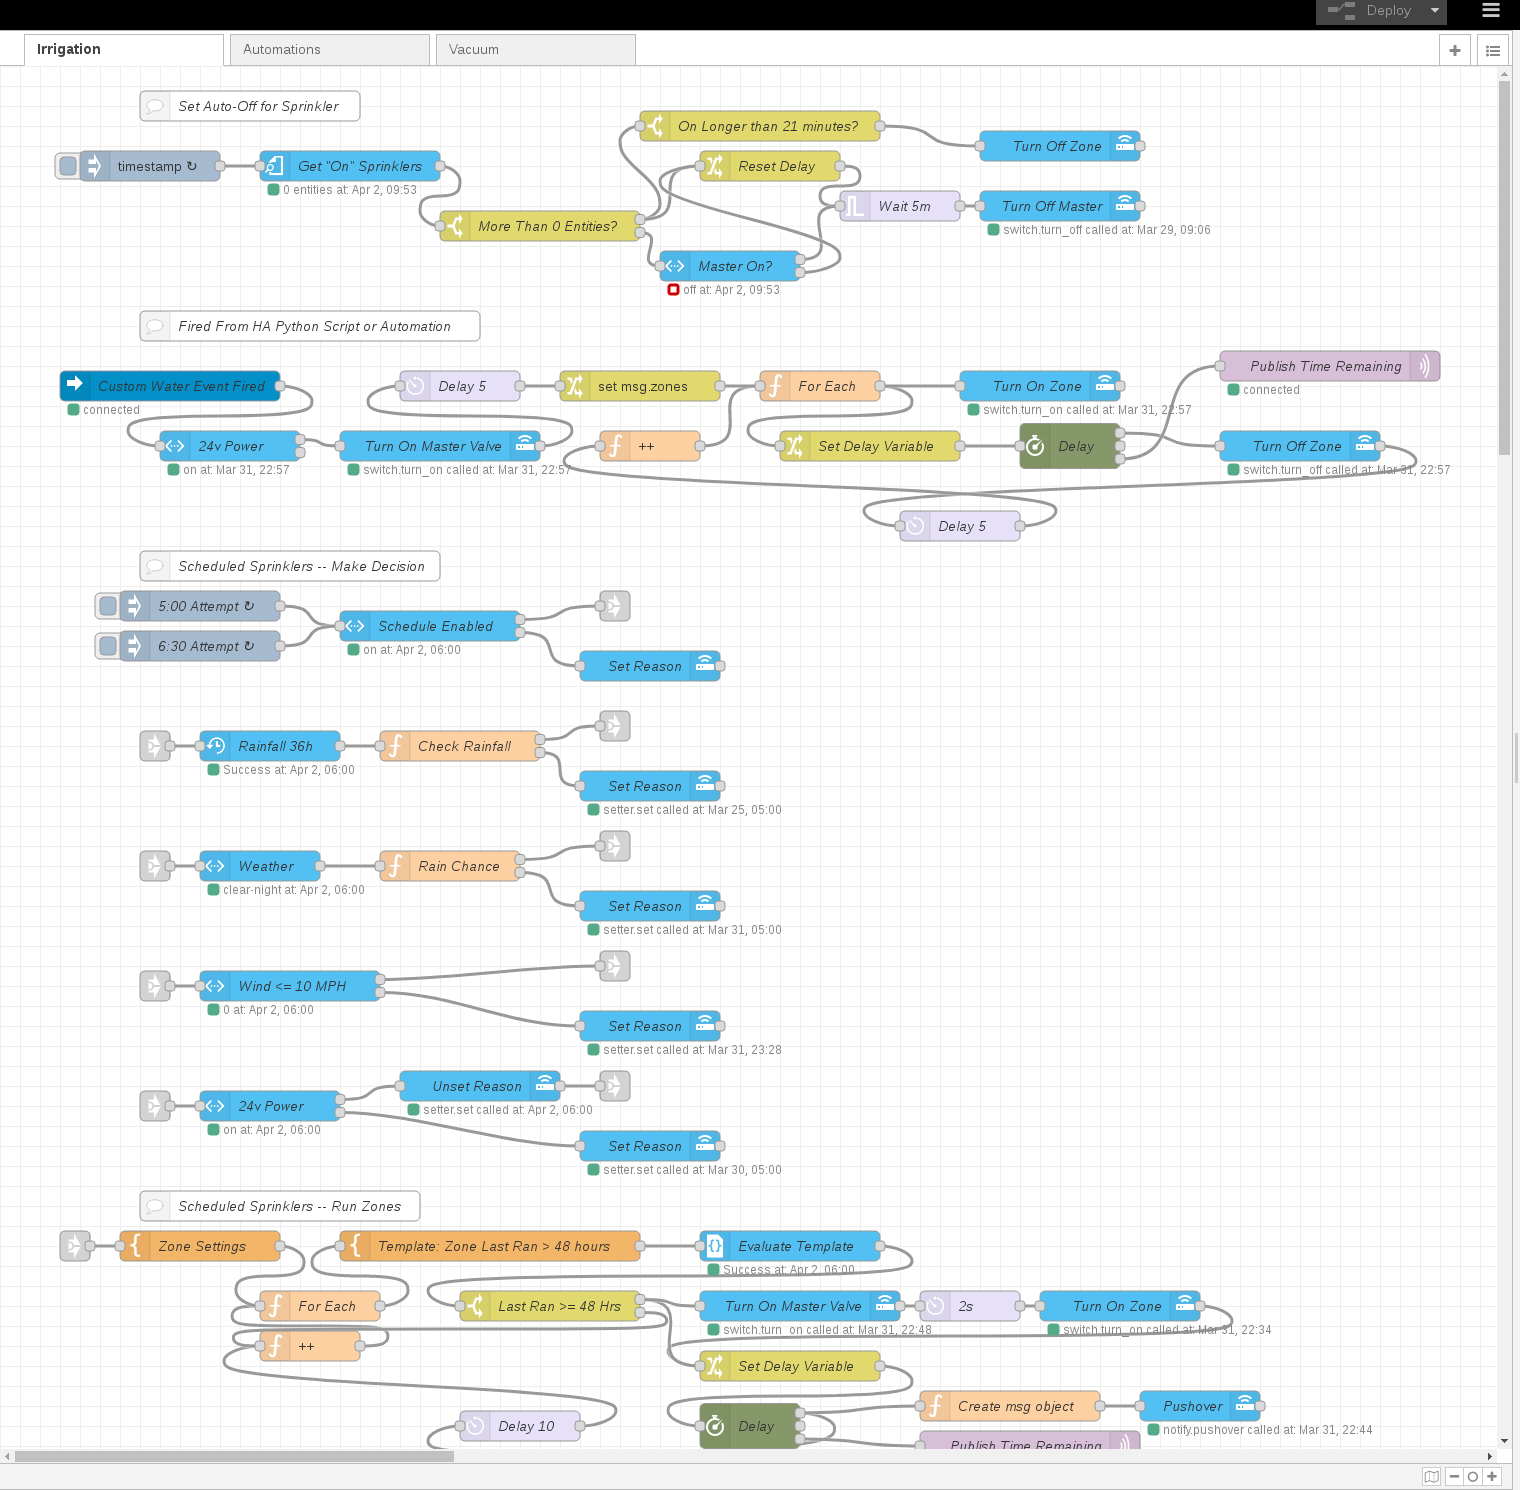 Deploy
Irrigation
Automations
Vacuum
Set Auto-Off for Sprinkler
On Longer than 21 minutes?
Turn Off Zone
timestamp ↻
Get "On" Sprinklers
0 entities at: Apr 2, 09:53
Reset Delay
Wait 5m
Turn Off Master
switch.turn_off called at: Mar 29, 09:06
More Than 0 Entities?
Master On?
off at: Apr 2, 09:53
Fired From HA Python Script or Automation
Publish Time Remaining
connected
Custom Water Event Fired
connected
Delay 5
set msg.zones
For Each
Turn On Zone
switch.turn_on called at: Mar 31, 22:57
24v Power
on at: Mar 31, 22:57
Turn On Master Valve
switch.turn_on called at: Mar 31, 22:57
++
Set Delay Variable
Delay
Turn Off Zone
switch.turn_off called at: Mar 31, 22:57
Delay 5
Scheduled Sprinklers -- Make Decision
5:00 Attempt ↻
6:30 Attempt ↻
Schedule Enabled
on at: Apr 2, 06:00
Set Reason
Rainfall 36h
Success at: Apr 2, 06:00
Check Rainfall
Set Reason
setter.set called at: Mar 25, 05:00
Weather
clear-night at: Apr 2, 06:00
Rain Chance
Set Reason
setter.set called at: Mar 31, 05:00
Wind <= 10 MPH
0 at: Apr 2, 06:00
Set Reason
setter.set called at: Mar 31, 23:28
24v Power
on at: Apr 2, 06:00
Unset Reason
setter.set called at: Apr 2, 06:00
Set Reason
setter.set called at: Mar 30, 05:00
Scheduled Sprinklers -- Run Zones
Zone Settings
Template: Zone Last Ran > 48 hours
Evaluate Template
Success at: Apr 2, 06:00
For Each
Last Ran >= 48 Hrs
Turn On Master Valve
switch.turn_on called at: Mar 31, 22:48
2s
Turn On Zone
switch.turn_on called at: Mar 31, 22:34
++
Set Delay Variable
Delay 10
Delay
Create msg object
Pushover
notify.pushover called at: Mar 31, 22:44
Publish Time Remaining